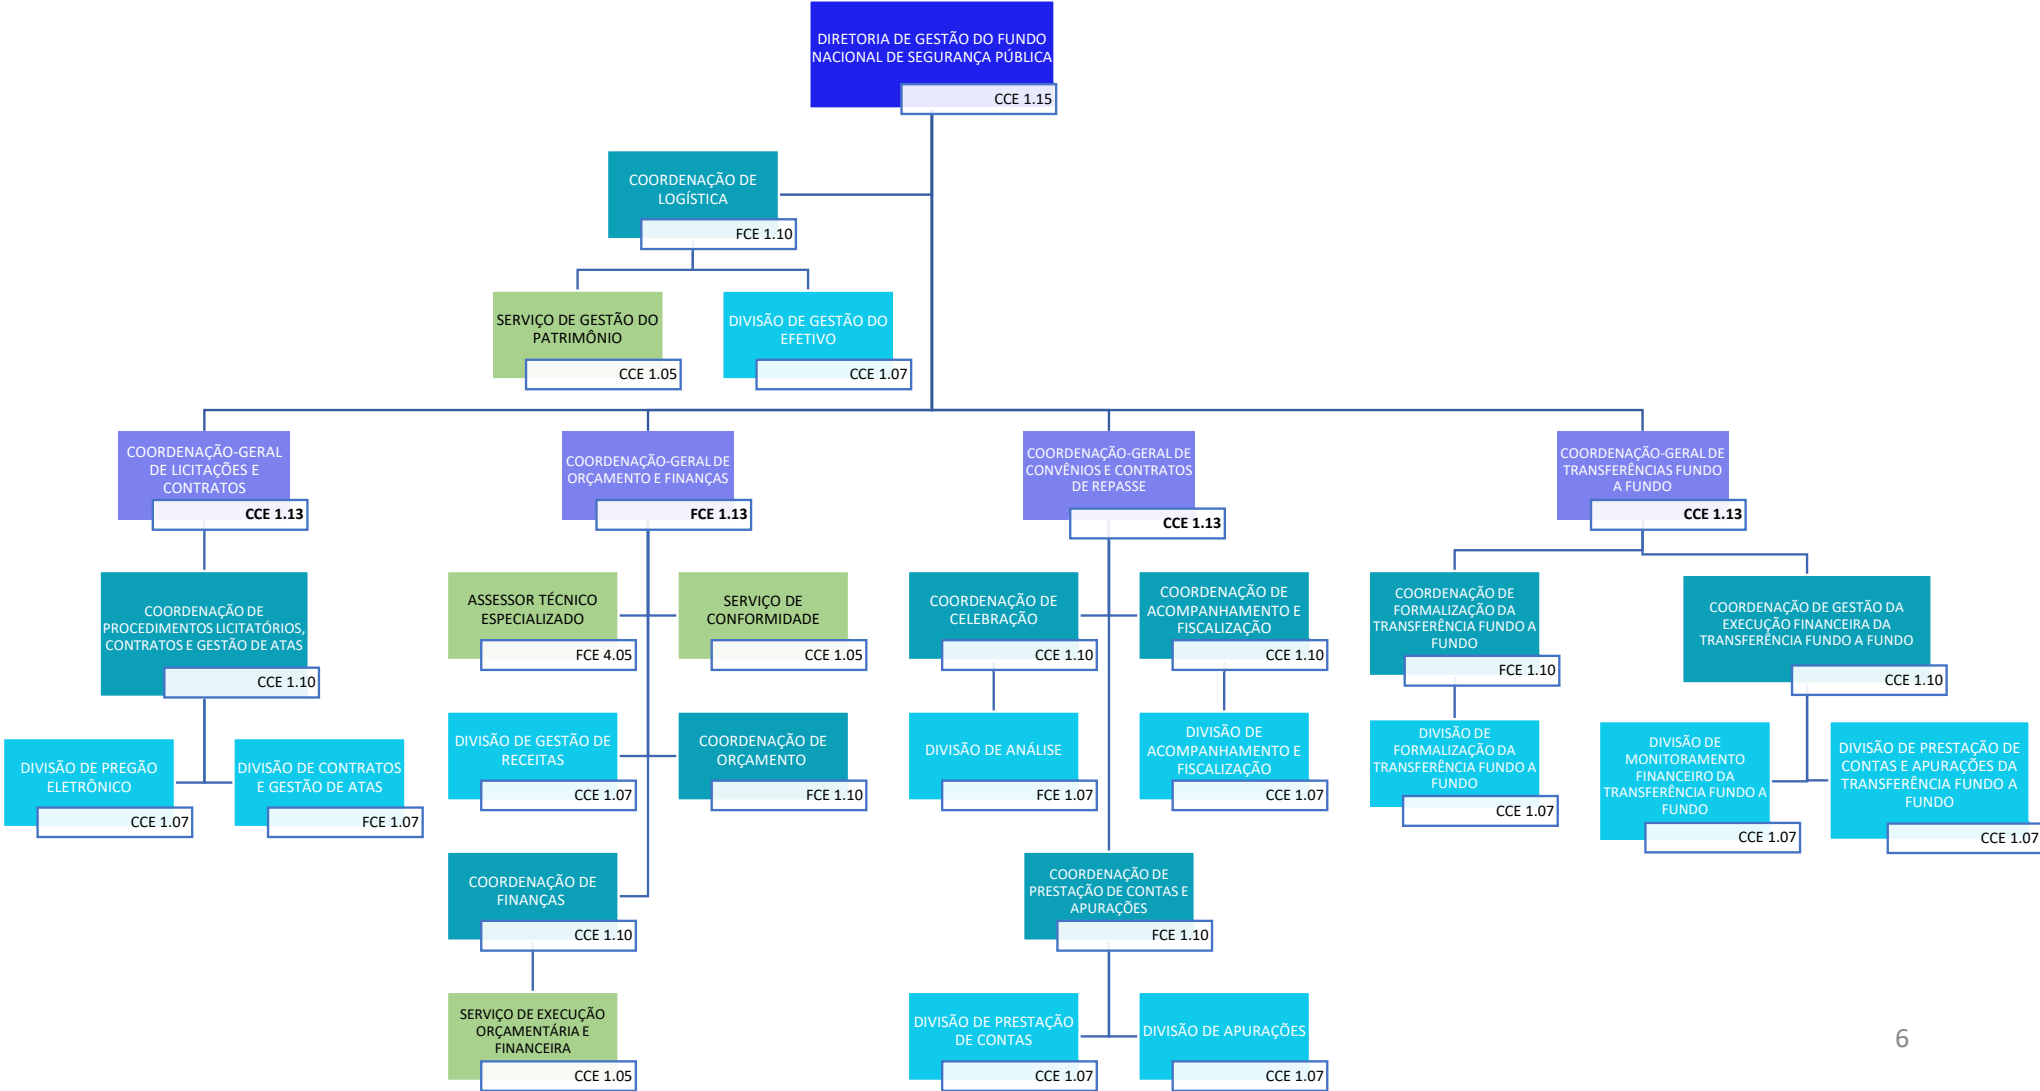 DIRETORIA DE GESTÃO DO FUNDO
NACIONAL DE SEGURANÇA PÚBLICA
CCE 1.15
COORDENAÇÃO DE
LOGÍSTICA
FCE 1.10
SERVIÇO DE GESTÃO DO
PATRIMÔNIO
CCE 1.05
DIVISÃO DE GESTÃO DO
EFETIVO
CCE 1.07
COORDENAÇÃO-GERAL
DE LICITAÇÕES E
CONTRATOS
CCE 1.13
COORDENAÇÃO DE
PROCEDIMENTOS LICITATÓRIOS,
CONTRATOS E GESTÃO DE ATAS
CCE 1.10
DIVISÃO DE PREGÃO
ELETRÔNICO
CCE 1.07
DIVISÃO DE CONTRATOS
E GESTÃO DE ATAS
FCE 1.07
COORDENAÇÃO-GERAL DE
ORÇAMENTO E FINANÇAS
FCE 1.13
ASSESSOR TÉCNICO
ESPECIALIZADO
FCE 4.05
SERVIÇO DE
CONFORMIDADE
CCE 1.05
DIVISÃO DE GESTÃO DE
RECEITAS
CCE 1.07
COORDENAÇÃO DE
ORÇAMENTO
FCE 1.10
COORDENAÇÃO DE
FINANÇAS
CCE 1.10
SERVIÇO DE EXECUÇÃO
ORÇAMENTÁRIA E
FINANCEIRA
CCE 1.05
COORDENAÇÃO-GERAL DE
CONVÊNIOS E CONTRATOS
DE REPASSE
CCE 1.13
COORDENAÇÃO DE
CELEBRAÇÃO
CCE 1.10
DIVISÃO DE ANÁLISE
FCE 1.07
COORDENAÇÃO DE
ACOMPANHAMENTO E
FISCALIZAÇÃO
CCE 1.10
DIVISÃO DE
ACOMPANHAMENTO E
FISCALIZAÇÃO
CCE 1.07
COORDENAÇÃO DE
PRESTAÇÃO DE CONTAS E
APURAÇÕES
FCE 1.10
DIVISÃO DE PRESTAÇÃO
DE CONTAS
CCE 1.07
DIVISÃO DE APURAÇÕES
CCE 1.07
COORDENAÇÃO-GERAL DE
TRANSFERÊNCIAS FUNDO
A FUNDO
CCE 1.13
COORDENAÇÃO DE
FORMALIZAÇÃO DA
TRANSFERÊNCIA FUNDO A
FUNDO
FCE 1.10
DIVISÃO DE
FORMALIZAÇÃO DA
TRANSFERÊNCIA FUNDO A
FUNDO
CCE 1.07
COORDENAÇÃO DE GESTÃO DA
EXECUÇÃO FINANCEIRA DA
TRANSFERÊNCIA FUNDO A FUNDO
CCE 1.10
DIVISÃO DE
MONITORAMENTO
FINANCEIRO DA
TRANSFERÊNCIA FUNDO A
FUNDO
CCE 1.07
DIVISÃO DE PRESTAÇÃO DE
CONTAS E APURAÇÕES DA
TRANSFERÊNCIA FUNDO A
FUNDO
CCE 1.07
6